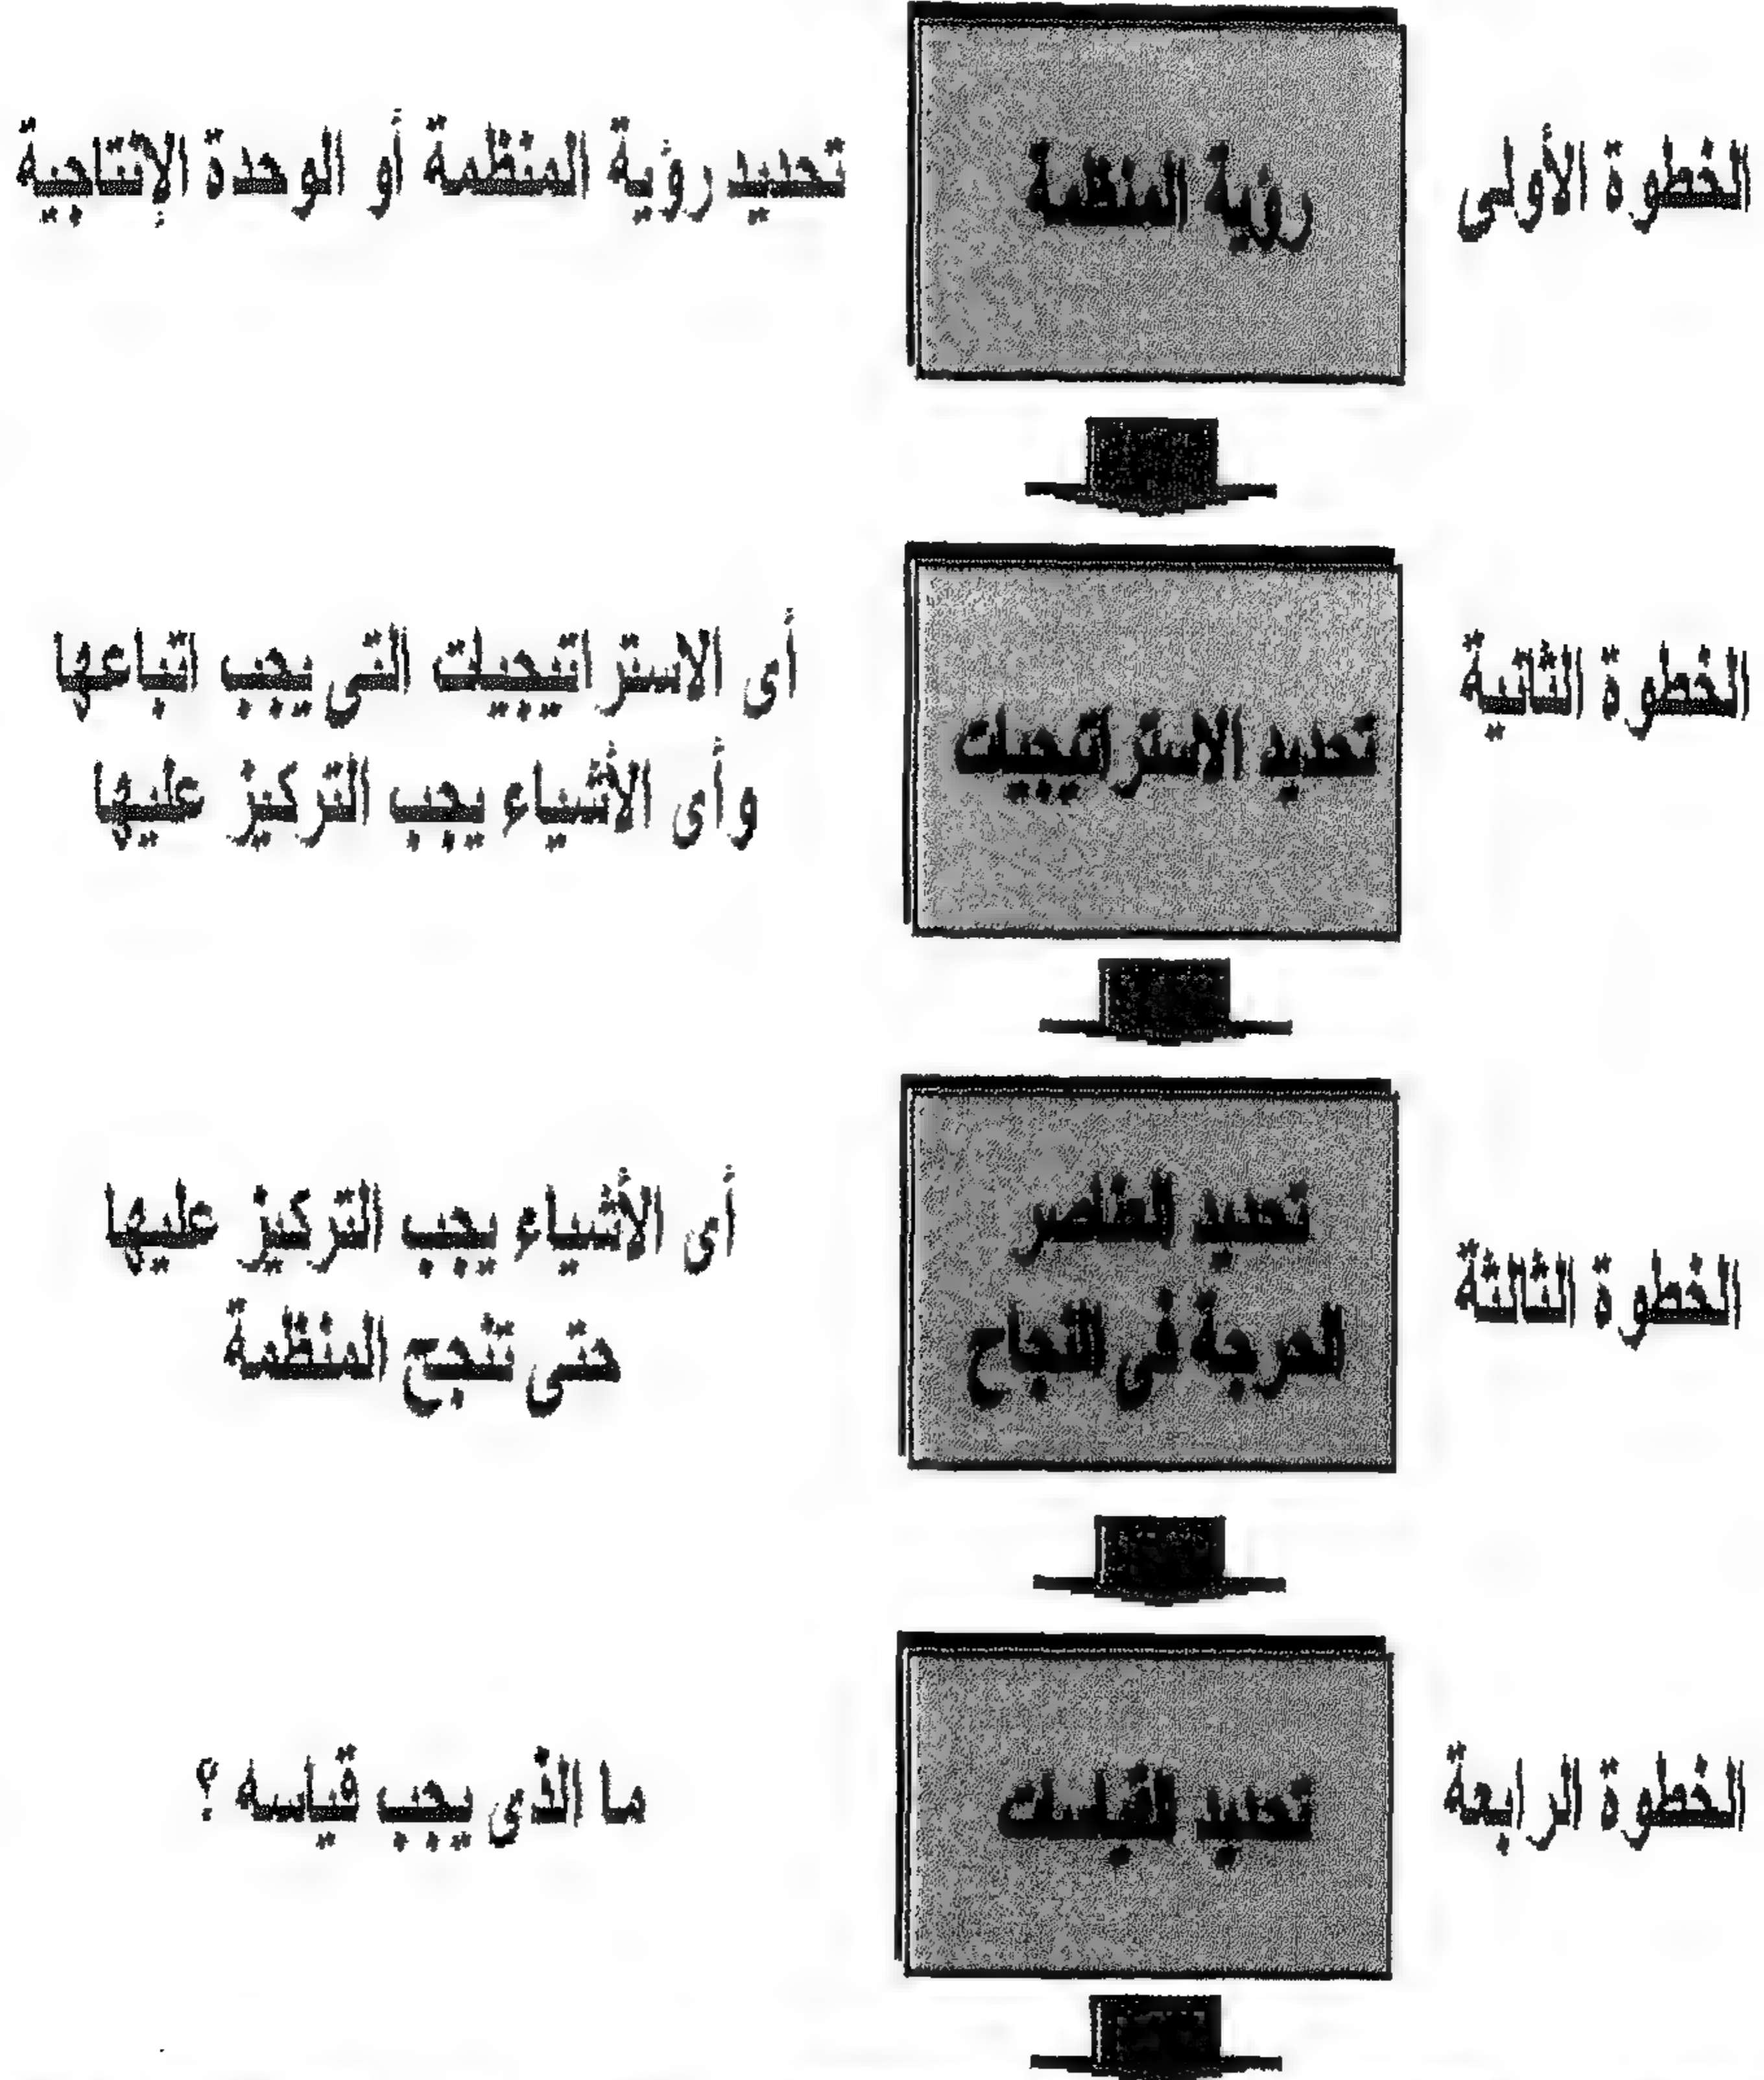 الخطوة الأولى
رؤية المنظمة
تحديد رؤية المنظمة أو الوحدة الإنتاجية
الخطوة الثانية
تحديد الاستراتيجيات
أى الاستراتيجيات التى يجب اتباعها
وأى الأشياء يجب التركيز عليها
الخطوة الثالثة
تحديد العناصر
الحرجة فى النجاح
أى الأشياء يجب التركيز عليها
حتى تنجح المنظمة
الخطوة الرابعة
تحديد القياسات
ما الذى يجب قياسه ؟